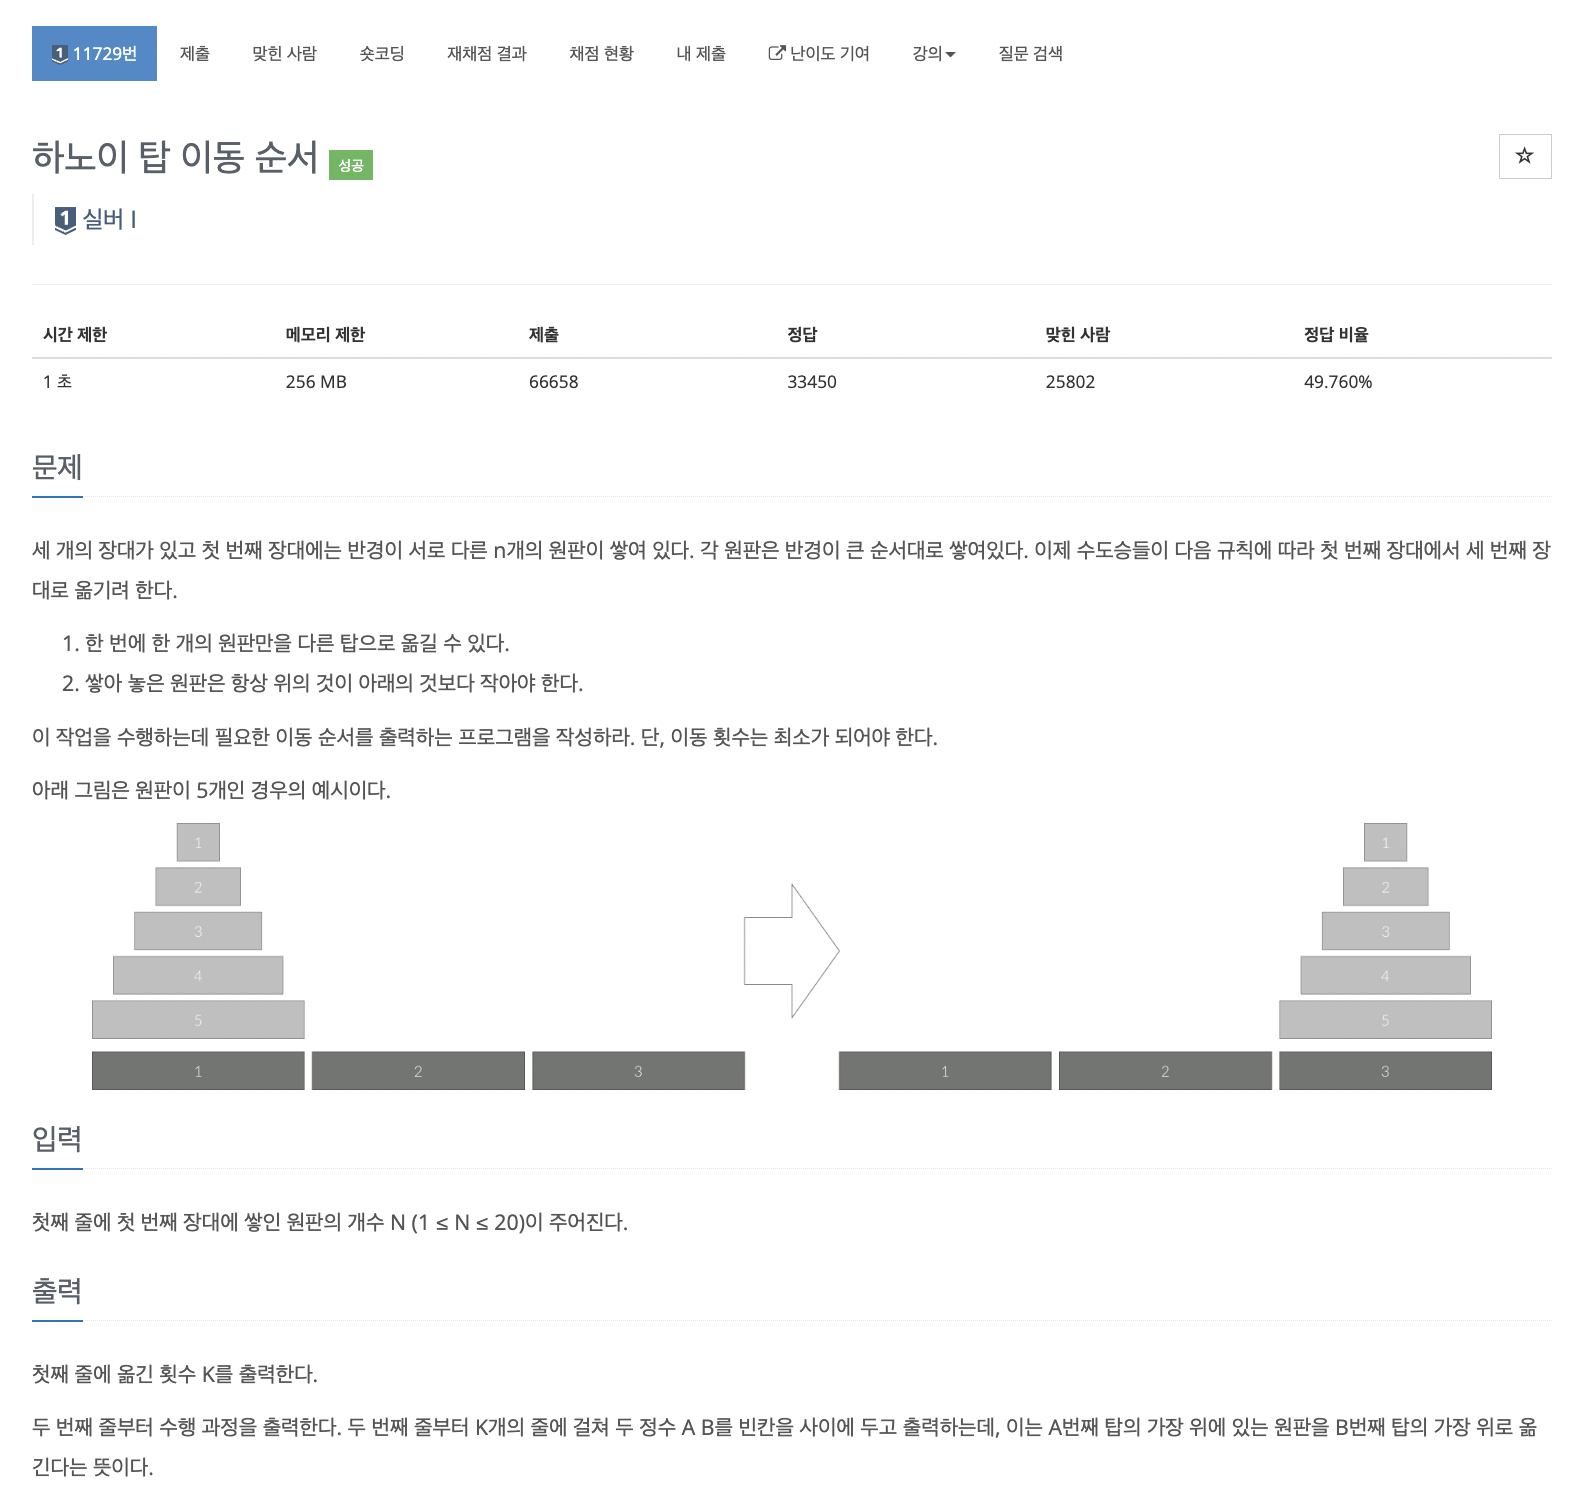 1 11729번 제출 맞힌 사람 숏코딩 재채점 결과 채점 현황 내 제출 난이도 기여 강의 질문 검색
하노이 탑 이동 순서 성공
1 실버 I
시간 제한 메모리 제한 제출 정답 맞힌 사람 정답 비율
1 초 256 MB 66658 33450 25802 49.760%
문제
세 개의 장대가 있고 첫 번째 장대에는 반경이 서로 다른 n개의 원판이 쌓여 있다. 각 원판은 반경이 큰 순서대로 쌓여있다. 이제 수도승들이 다음 규칙에 따라 첫 번째 장대에서 세 번째 장
대로 옮기려 한다.
1. 한 번에 한 개의 원판만을 다른 탑으로 옮길 수 있다.
2. 쌓아 놓은 원판은 항상 위의 것이 아래의 것보다 작아야 한다.
이 작업을 수행하는데 필요한 이동 순서를 출력하는 프로그램을 작성하라. 단, 이동 횟수는 최소가 되어야 한다.
아래 그림은 원판이 5개인 경우의 예시이다.
1 1
2 2
3 3
4 4
5 5
1 2 3 1 2 3
입력
첫째 줄에 첫 번째 장대에 쌓인 원판의 개수 N (1 ≤ N ≤ 20)이 주어진다.
출력
첫째 줄에 옮긴 횟수 K를 출력한다.
두 번째 줄부터 수행 과정을 출력한다. 두 번째 줄부터 K개의 줄에 걸쳐 두 정수 A B를 빈칸을 사이에 두고 출력하는데, 이는 A번째 탑의 가장 위에 있는 원판을 B번째 탑의 가장 위로 옮
긴다는 뜻이다.